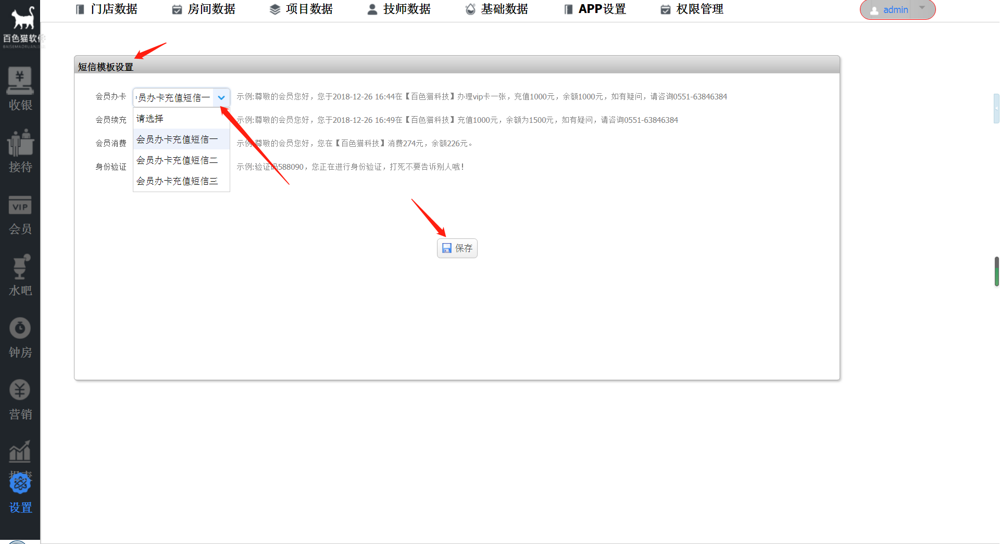 门店数据
房间数据
项目数据
技师数据
基础数据
APP设置
权限管理
admin
百色猫软件
收银
接待
VIP
会员
水吧
钟房
营销
报表
设置
短信模板设置
会员办卡
员办卡充值短信一
示例:尊敬的会员您好，您于2018-12-26 16:44在【百色猫科技】办理vip卡一张，充值1000元，余额1000元，如有疑问，请咨询0551-63846384
请选择
会员办卡充值短信一
会员办卡充值短信二
会员办卡充值短信三
会员续充
示例:尊敬的会员您好，您于2018-12-26 16:49在【百色猫科技】充值1000元，余额为1500元，如有疑问，请咨询0551-63846384
会员消费
示例:尊敬的会员您好，您在【百色猫科技】消费274元，余额226元。
身份验证
示例:验证码588090，您正在进行身份验证，打死不要告诉别人哦！
保存